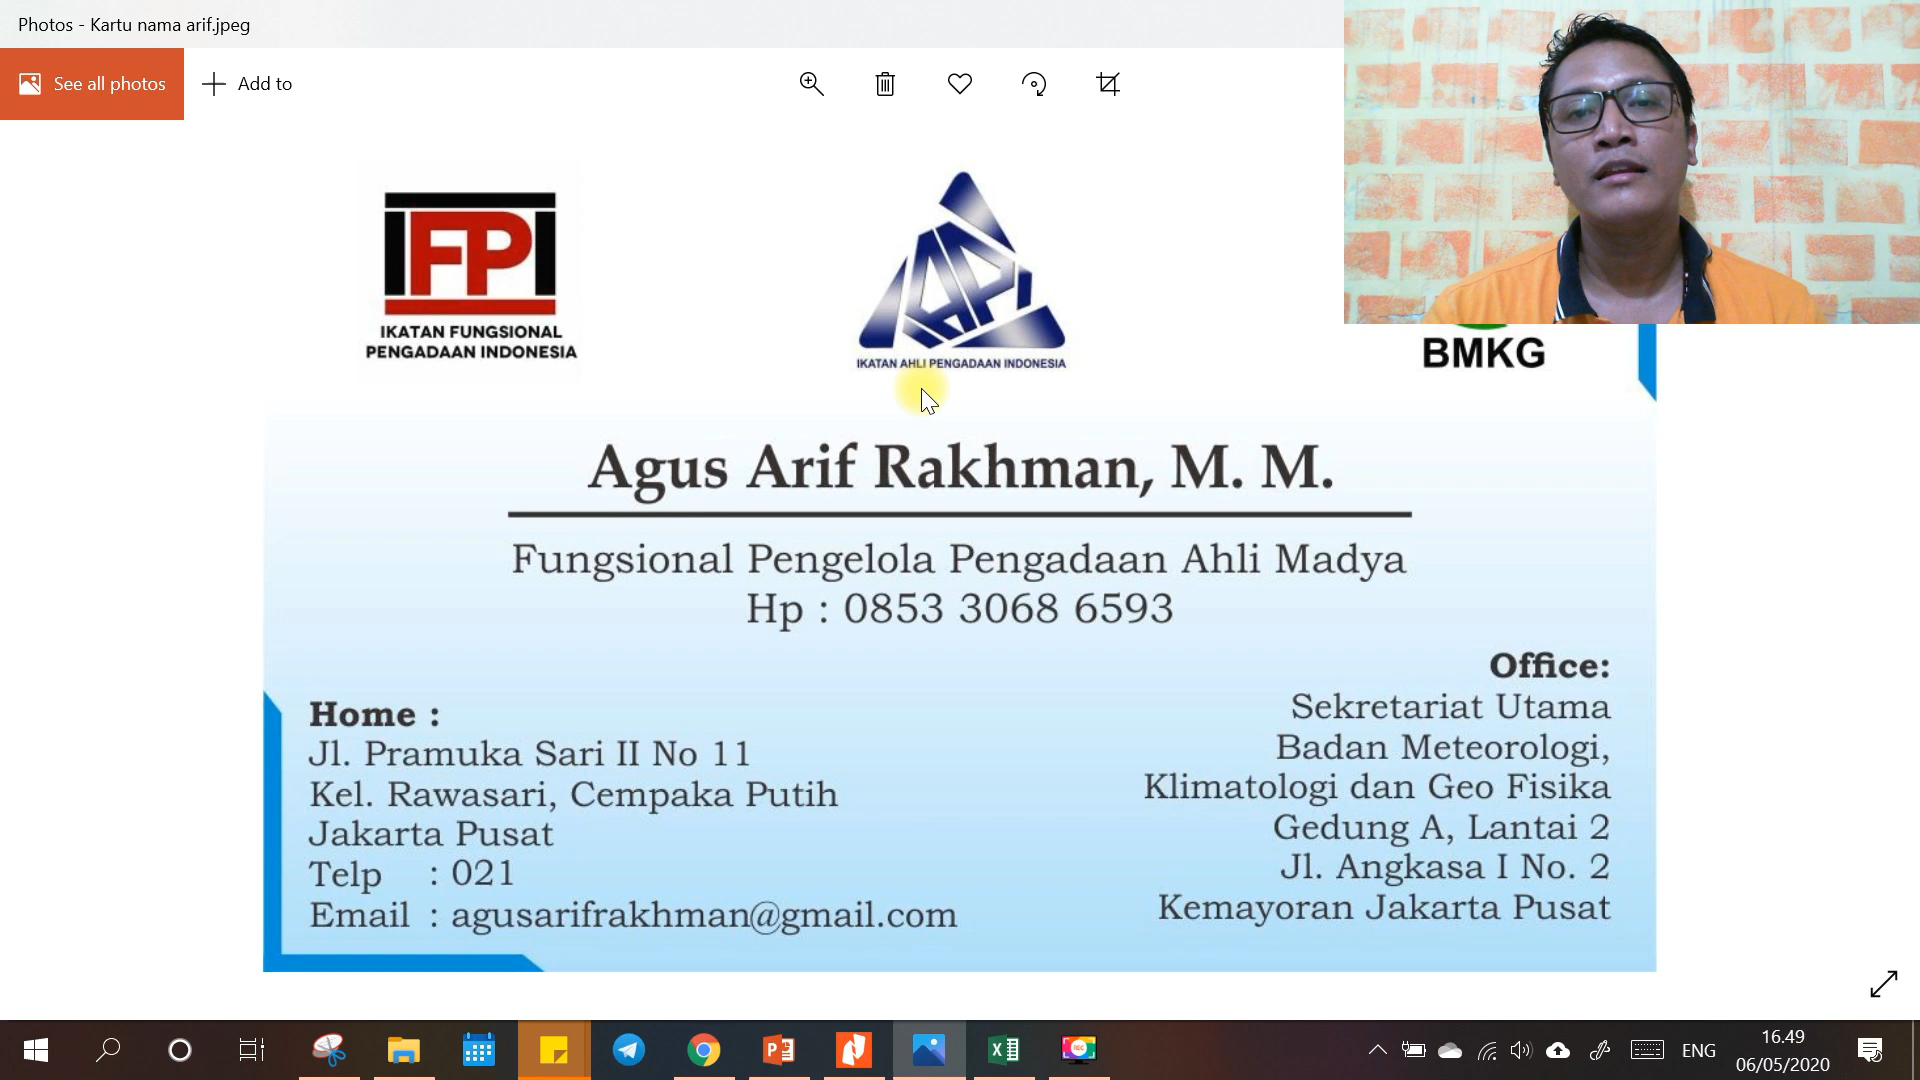 Photos - Kartu nama arif.jpeg
See all photos
Add to
IFPI
IKATAN FUNGSIONAL
PENGADAAN INDONESIA
IAPI
IKATAN AHLI PENGADAAN INDONESIA
BMKG
Agus Arif Rakhman, M. M.
Fungsional Pengelola Pengadaan Ahli Madya
Hp : 0853 3068 6593
Home :
Jl. Pramuka Sari II No 11
Kel. Rawasari, Cempaka Putih
Jakarta Pusat
Telp : 021
Email : agusarifrakhman@gmail.com
Office:
Sekretariat Utama
Badan Meteorologi,
Klimatologi dan Geo Fisika
Gedung A, Lantai 2
Jl. Angkasa I No. 2
Kemayoran Jakarta Pusat
ENG
16.49
06/05/2020